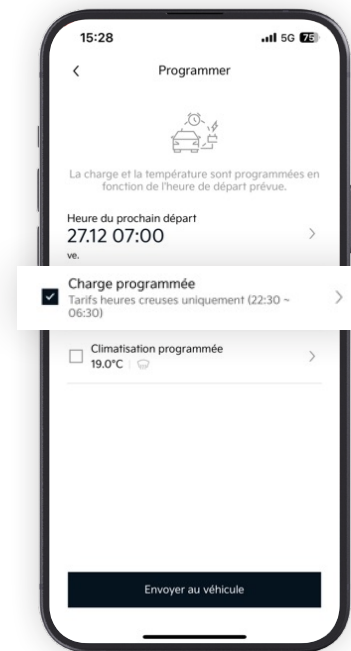 15:28
5G 75
Programmer
La charge et la température sont programmées en
fonction de l'heure de départ prévue.
Heure du prochain départ
27.12 07:00
ve.
Charge programmée
Tarifs heures creuses uniquement (22:30 ~
06:30)
Climatisation programmée
19.0°C
Envoyer au véhicule